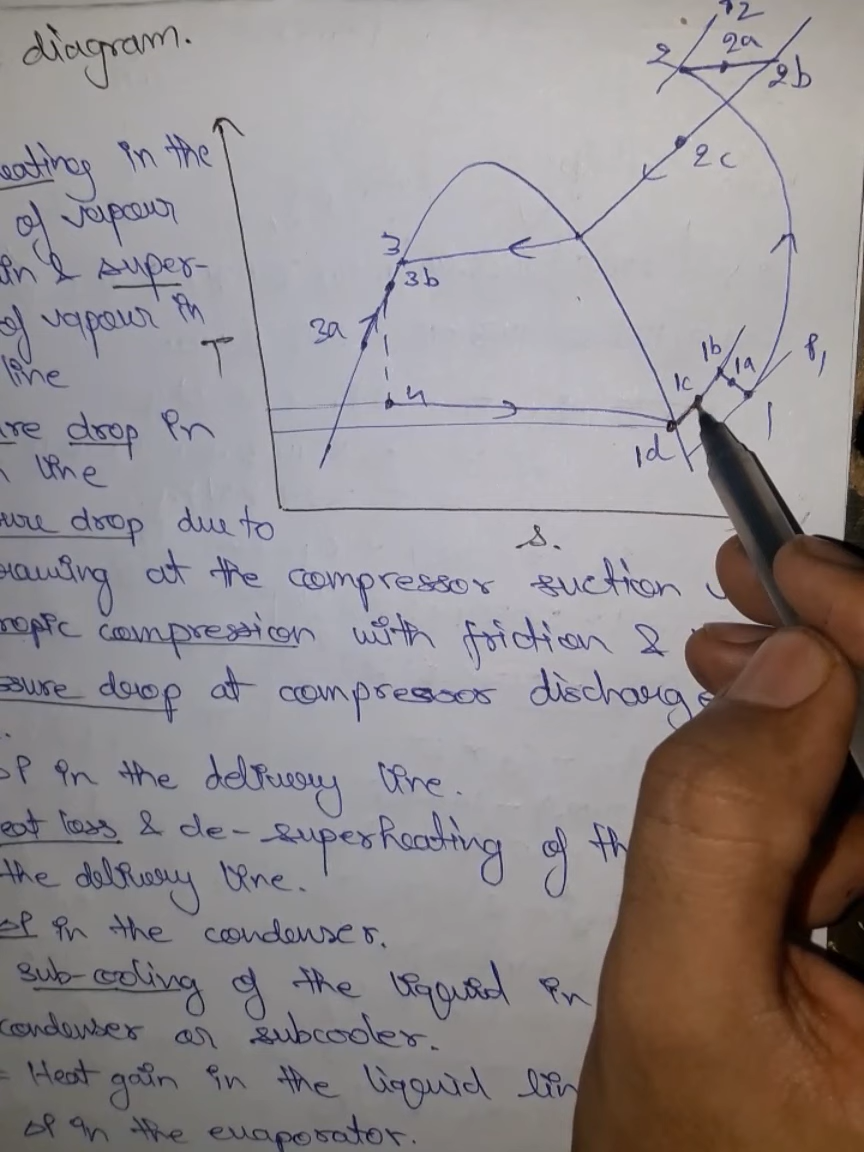 diagram.
eating in the
of vapour
in & super-
of vapour in
line
re drop in
line
ure drop due to
rawing at the compressor suction
ropic compression with friction &
ssure drop at compressor discharge
ΔP in the delivery line.
eat loss & de-superheating of th
the delivery line.
ΔP in the condenser.
sub-cooling of the liquid in
condenser or subcooler.
= Heat gain in the liquid lin
ΔP in the evaporator.
2
2a
2b
2c
3
3b
3a
T
4
1b
1a
1c
P1
1
1d
s.